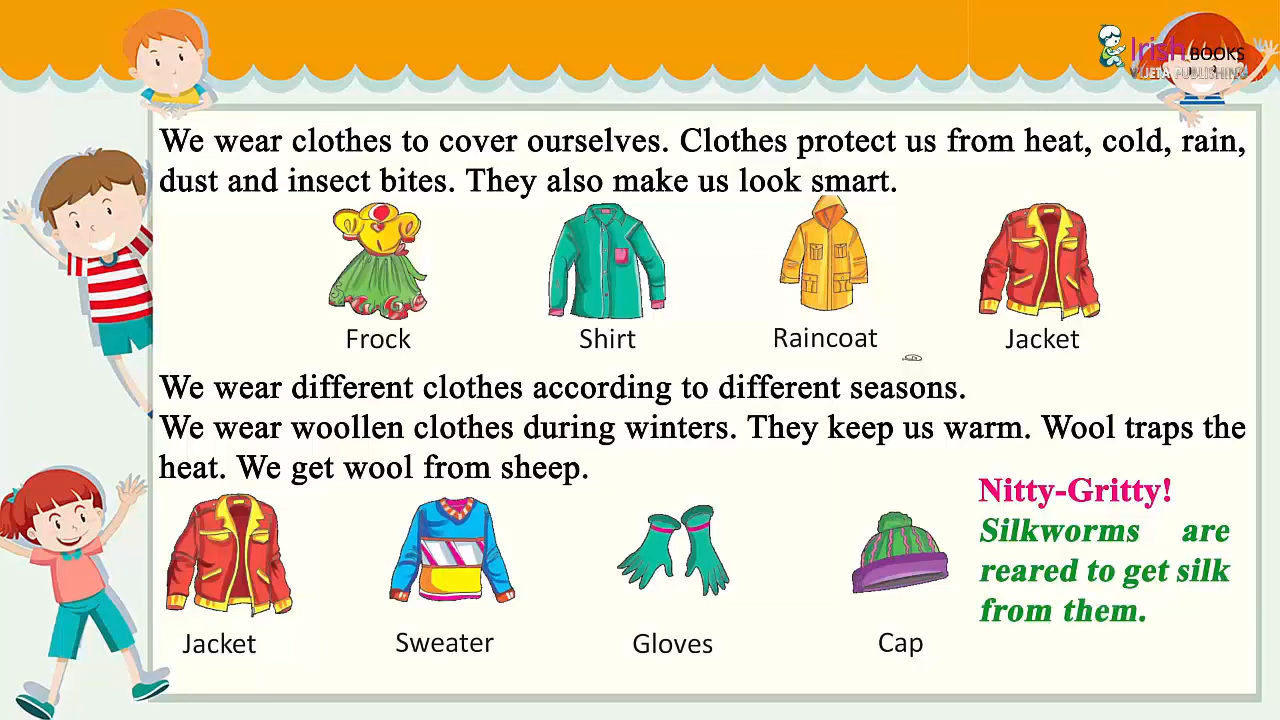 Irish BOOKS
VIJETA PUBLISHING
We wear clothes to cover ourselves. Clothes protect us from heat, cold, rain,
dust and insect bites. They also make us look smart.
Frock Shirt Raincoat Jacket
We wear different clothes according to different seasons.
We wear woollen clothes during winters. They keep us warm. Wool traps the
heat. We get wool from sheep.
Nitty-Gritty!
Silkworms are
reared to get silk
from them.
Jacket Sweater Gloves Cap